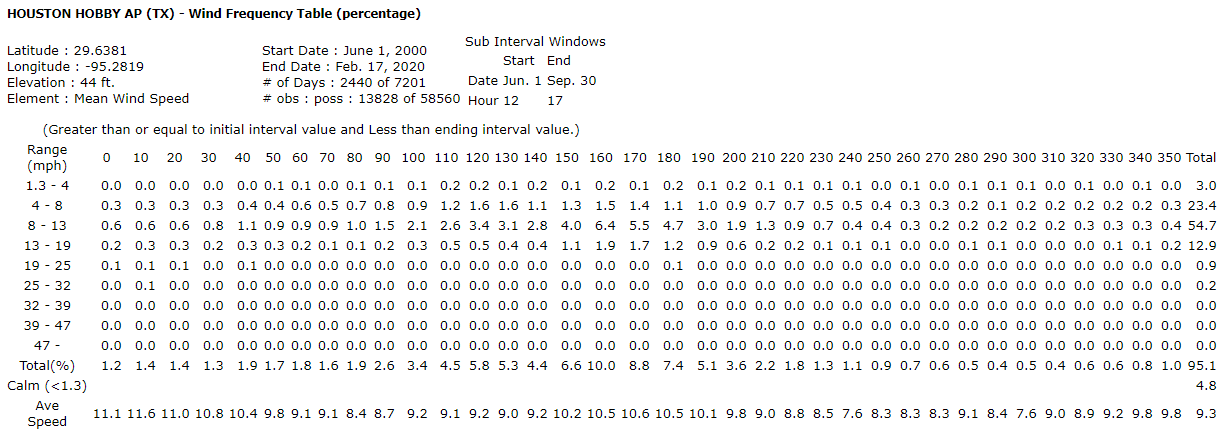 HOUSTON HOBBY AP (TX) - Wind Frequency Table (percentage)
Latitude : 29.6381
Longitude : -95.2819
Elevation : 44 ft.
Element : Mean Wind Speed
Start Date : June 1, 2000
End Date : Feb. 17, 2020
# of Days : 2440 of 7201
# obs : poss : 13828 of 58560
Sub Interval Windows
Start End
Date Jun. 1 Sep. 30
Hour 12 17
(Greater than or equal to initial interval value and Less than ending interval value.)
Range (mph) 0 10 20 30 40 50 60 70 80 90 100 110 120 130 140 150 160 170 180 190 200 210 220 230 240 250 260 270 280 290 300 310 320 330 340 350 Total
1.3 - 4 0.0 0.0 0.0 0.0 0.0 0.1 0.1 0.0 0.1 0.1 0.1 0.2 0.2 0.1 0.2 0.1 0.2 0.1 0.2 0.1 0.2 0.1 0.1 0.1 0.1 0.0 0.1 0.0 0.1 0.1 0.1 0.0 0.1 0.0 0.1 0.0 3.0
4 - 8 0.3 0.3 0.3 0.3 0.4 0.4 0.6 0.5 0.7 0.8 0.9 1.2 1.6 1.6 1.1 1.3 1.5 1.4 1.1 1.0 0.9 0.7 0.7 0.5 0.5 0.4 0.3 0.3 0.2 0.1 0.2 0.2 0.2 0.2 0.2 0.3 23.4
8 - 13 0.6 0.6 0.6 0.8 1.1 0.9 0.9 0.9 1.0 1.5 2.1 2.6 3.4 3.1 2.8 4.0 6.4 5.5 4.7 3.0 1.9 1.3 0.9 0.7 0.4 0.4 0.3 0.2 0.2 0.2 0.2 0.2 0.3 0.3 0.3 0.4 54.7
13 - 19 0.2 0.3 0.3 0.2 0.3 0.3 0.2 0.1 0.1 0.2 0.3 0.5 0.5 0.4 0.4 1.1 1.9 1.7 1.2 0.9 0.6 0.2 0.2 0.1 0.1 0.1 0.0 0.0 0.1 0.1 0.0 0.0 0.0 0.1 0.1 0.2 12.9
19 - 25 0.1 0.1 0.1 0.0 0.1 0.0 0.0 0.0 0.0 0.0 0.0 0.0 0.0 0.0 0.0 0.0 0.0 0.0 0.1 0.0 0.0 0.0 0.0 0.0 0.0 0.0 0.0 0.0 0.0 0.0 0.0 0.0 0.0 0.0 0.0 0.0 0.9
25 - 32 0.0 0.1 0.0 0.0 0.0 0.0 0.0 0.0 0.0 0.0 0.0 0.0 0.0 0.0 0.0 0.0 0.0 0.0 0.0 0.0 0.0 0.0 0.0 0.0 0.0 0.0 0.0 0.0 0.0 0.0 0.0 0.0 0.0 0.0 0.0 0.0 0.2
32 - 39 0.0 0.0 0.0 0.0 0.0 0.0 0.0 0.0 0.0 0.0 0.0 0.0 0.0 0.0 0.0 0.0 0.0 0.0 0.0 0.0 0.0 0.0 0.0 0.0 0.0 0.0 0.0 0.0 0.0 0.0 0.0 0.0 0.0 0.0 0.0 0.0 0.0
39 - 47 0.0 0.0 0.0 0.0 0.0 0.0 0.0 0.0 0.0 0.0 0.0 0.0 0.0 0.0 0.0 0.0 0.0 0.0 0.0 0.0 0.0 0.0 0.0 0.0 0.0 0.0 0.0 0.0 0.0 0.0 0.0 0.0 0.0 0.0 0.0 0.0 0.0
47 - 0.0 0.0 0.0 0.0 0.0 0.0 0.0 0.0 0.0 0.0 0.0 0.0 0.0 0.0 0.0 0.0 0.0 0.0 0.0 0.0 0.0 0.0 0.0 0.0 0.0 0.0 0.0 0.0 0.0 0.0 0.0 0.0 0.0 0.0 0.0 0.0 0.0
Total(%) 1.2 1.4 1.4 1.3 1.9 1.7 1.8 1.6 1.9 2.6 3.4 4.5 5.8 5.3 4.4 6.6 10.0 8.8 7.4 5.1 3.6 2.2 1.8 1.3 1.1 0.9 0.7 0.6 0.5 0.4 0.5 0.4 0.6 0.6 0.8 1.0 95.1
Calm (<1.3) 4.8
Ave Speed 11.1 11.6 11.0 10.8 10.4 9.8 9.1 9.1 8.4 8.7 9.2 9.1 9.2 9.0 9.2 10.2 10.5 10.6 10.5 10.1 9.8 9.0 8.8 8.5 7.6 8.3 8.3 8.3 9.1 8.4 7.6 9.0 8.9 9.2 9.8 9.8 9.3